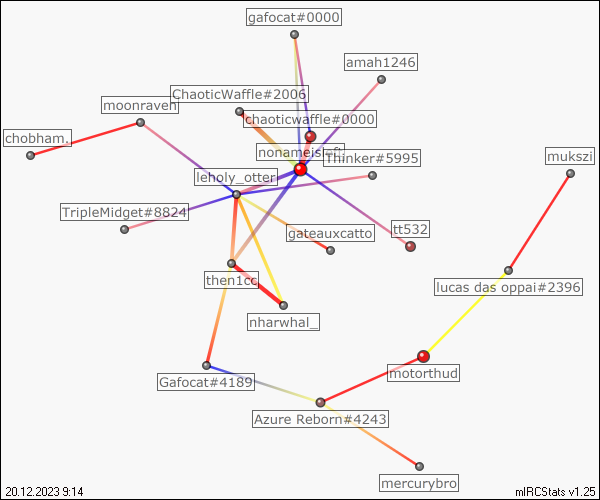 gafocat#0000
amah1246
ChaoticWaffle#2006
moonraven
chaoticwaffle#0000
chobham.
Thinker#5995
mukszi
leholy_otter
TripleMidget#8824
gateauxcatto
tt532
then1cc
lucas das oppai#2396
nharwhal_
motorthud
Gafocat#4189
Azure Reborn#4243
mercurybro
20.12.2023 9:14
mIRCStats v1.25